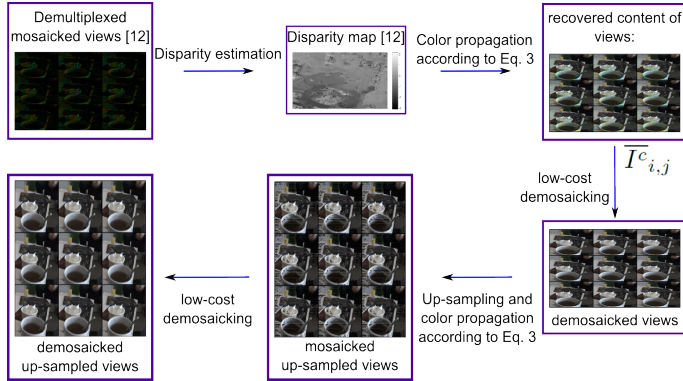 Demultiplexed
mosaicked views [12]
Disparity estimation
Disparity map [12]
Color propagation
according to Eq. 3
recovered content of
views:
$\overline{I^c}_{i,j}$
low-cost
demosaicking
demosaicked views
Up-sampling and
color propagation
according to Eq. 3
mosaicked
up-sampled views
low-cost
demosaicking
demosaicked
up-sampled views